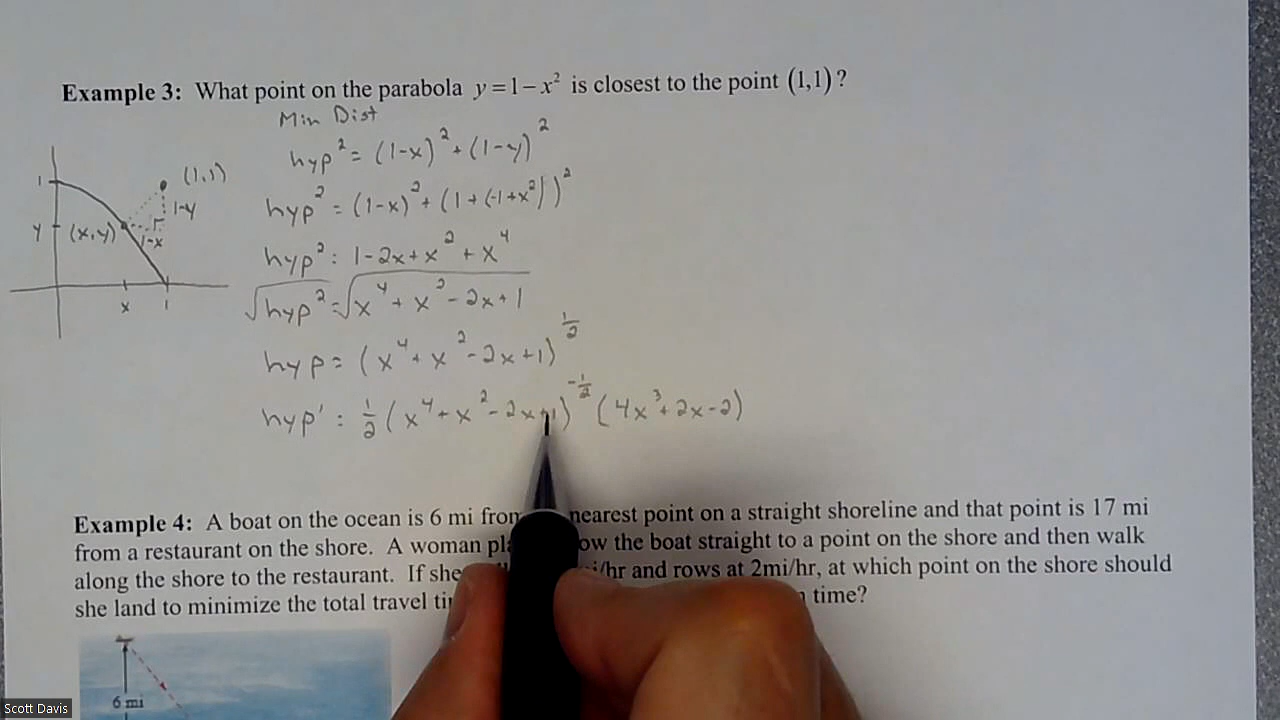 Example 3: What point on the parabola y = 1 − x² is closest to the point (1,1)?
Min Dist
hyp² = (1-x)² + (1-y)²
hyp² = (1-x)² + (1 + (-1+x²))²
hyp² = 1-2x+x² + x⁴
√hyp² = √x⁴ + x² - 2x + 1
hyp = (x⁴ + x² - 2x + 1)^½
hyp' = ½ (x⁴ + x² - 2x + 1)^-½ (4x³ + 2x - 2)
(1,1)
1
1-y
y
(x,y)
1-x
x
1
Example 4: A boat on the ocean is 6 mi from nearest point on a straight shoreline and that point is 17 mi
from a restaurant on the shore. A woman the boat straight to a point on the shore and then walk
along the shore to the restaurant. If she mi/hr and rows at 2mi/hr, at which point on the shore should
she land to minimize the total travel time?
6 mi
Scott Davis